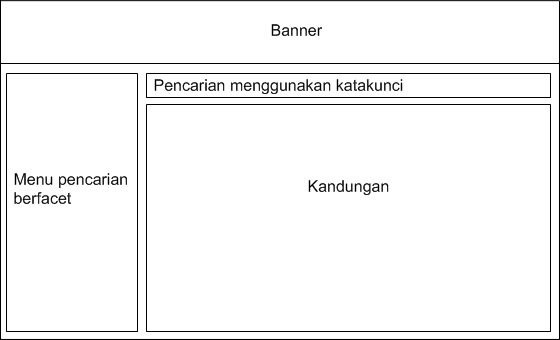 Banner
Pencarian menggunakan katakunci
Menu pencarian
berfacet
Kandungan